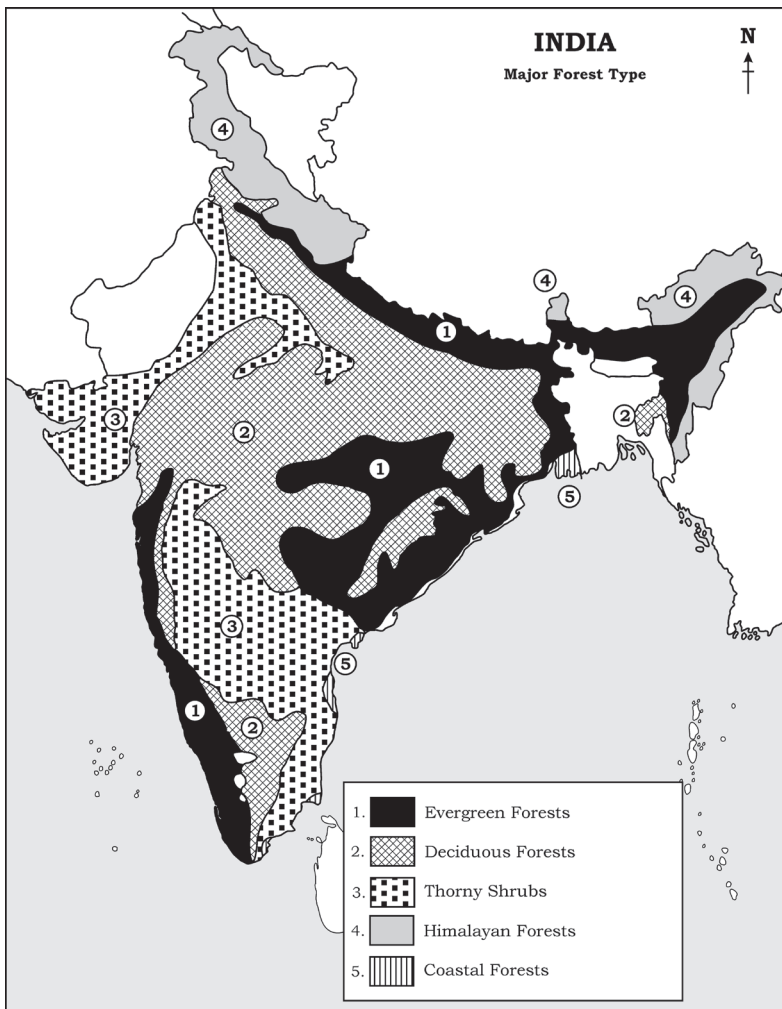 INDIA
Major Forest Type
N
4
4
4
1
3
2
2
1
5
3
5
1
2
1. Evergreen Forests
2. Deciduous Forests
3. Thorny Shrubs
4. Himalayan Forests
5. Coastal Forests